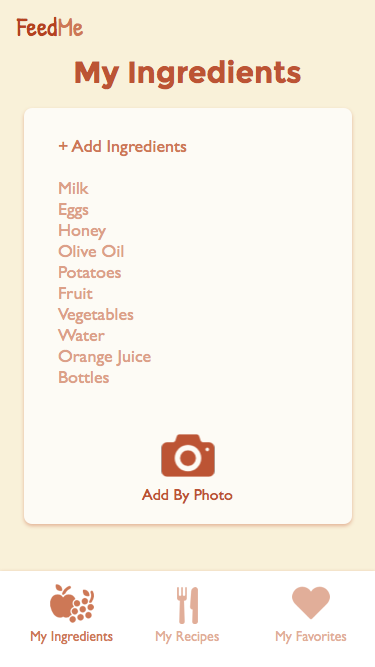 FeedMe
My Ingredients
+ Add Ingredients
Milk
Eggs
Honey
Olive Oil
Potatoes
Fruit
Vegetables
Water
Orange Juice
Bottles
Add By Photo
My Ingredients
My Recipes
My Favorites